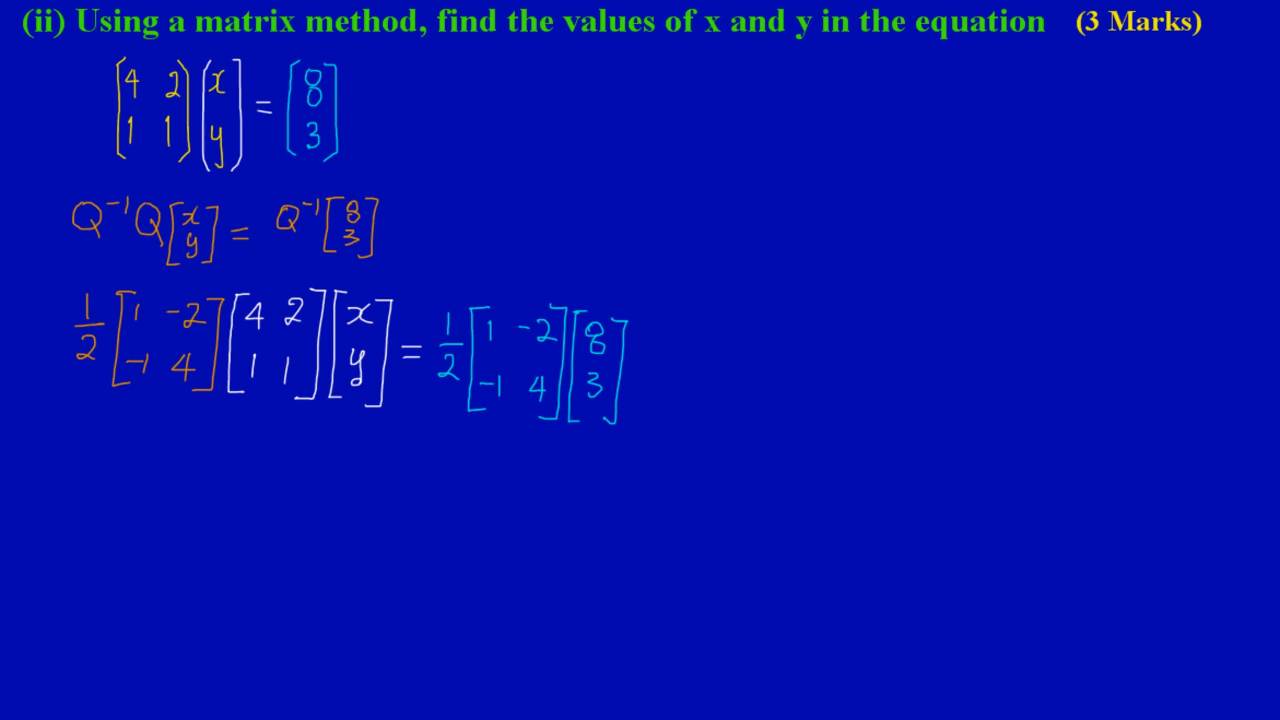 (ii) Using a matrix method, find the values of x and y in the equation (3 Marks)
[4 2; 1 1] [x; y] = [8; 3]
Q⁻¹Q [x; y] = Q⁻¹ [8; 3]
1/2 [1 -2; -1 4] [4 2; 1 1] [x; y] = 1/2 [1 -2; -1 4] [8; 3]